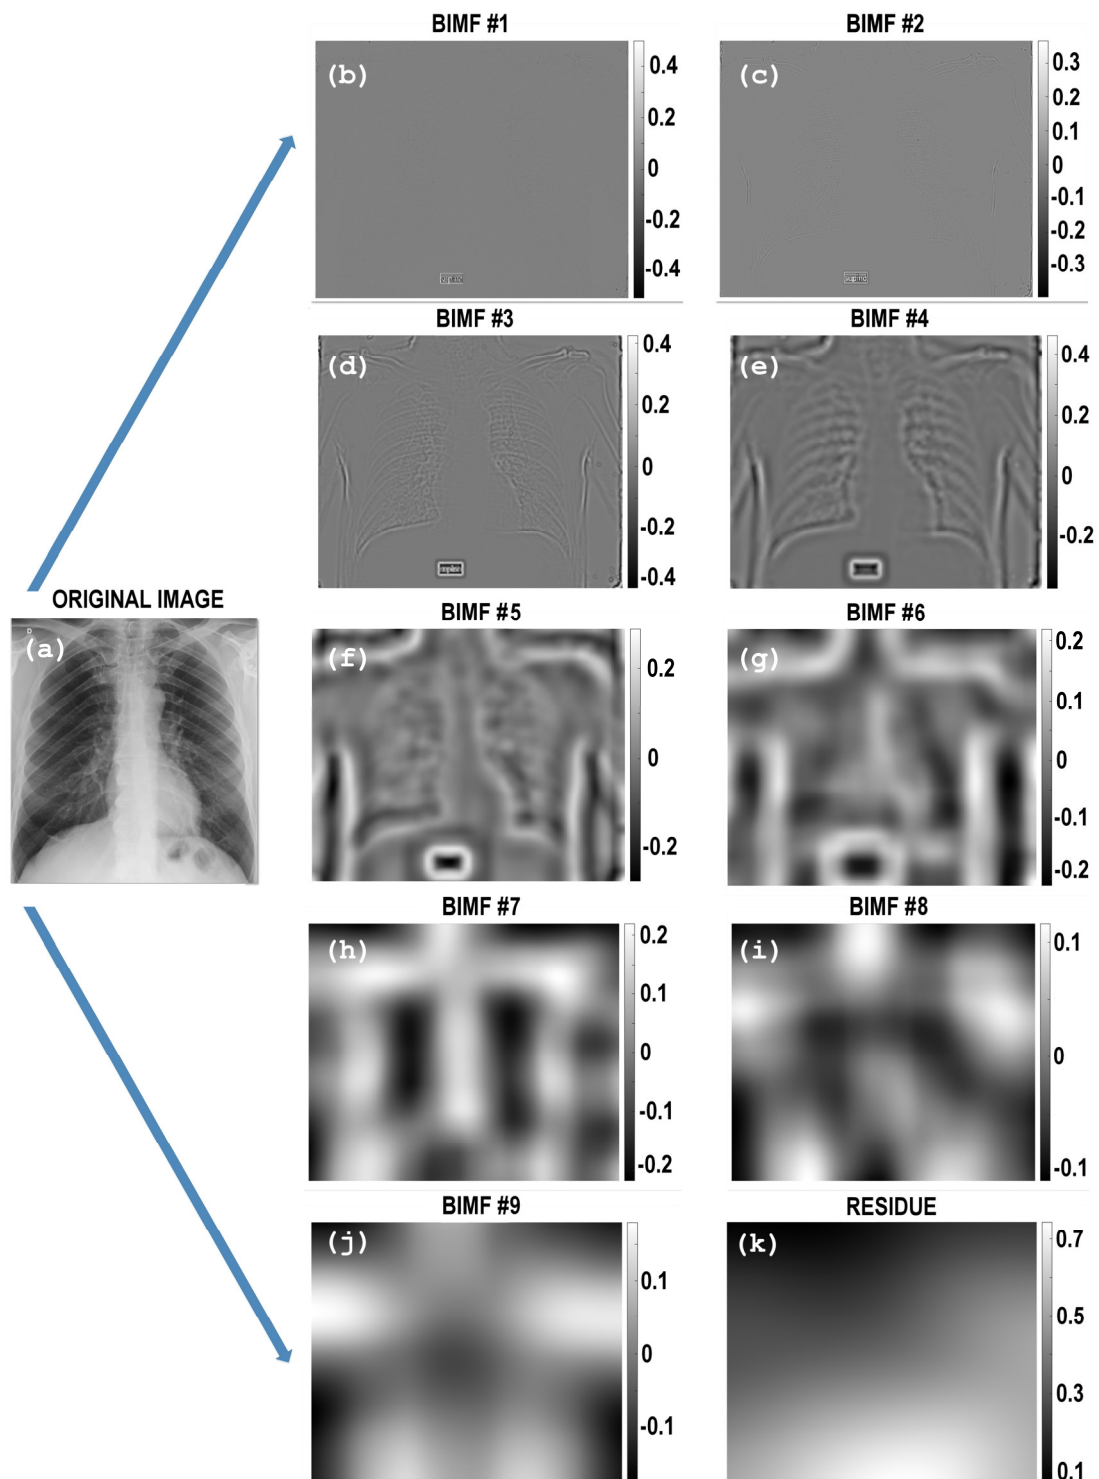 BIMF #1
(b)
0.4
0.2
0
-0.2
-0.4
BIMF #2
(c)
0.3
0.2
0.1
0
-0.1
-0.2
-0.3
supino
BIMF #3
(d)
0.4
0.2
0
-0.2
-0.4
supino
BIMF #4
(e)
0.4
0.2
0
-0.2
ORIGINAL IMAGE
(a)
BIMF #5
(f)
0.2
0
-0.2
BIMF #6
(g)
0.2
0.1
0
-0.1
-0.2
BIMF #7
(h)
0.2
0.1
0
-0.1
-0.2
BIMF #8
(i)
0.1
0
-0.1
BIMF #9
(j)
0.1
0
-0.1
RESIDUE
(k)
0.7
0.5
0.3
0.1